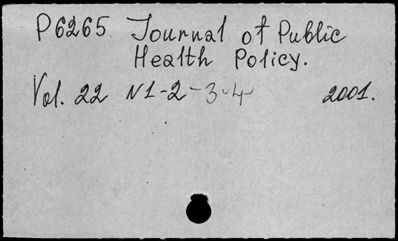 P6265 Journal of Public
Health Policy.
Vol. 22 N1-2-3-4 2001.